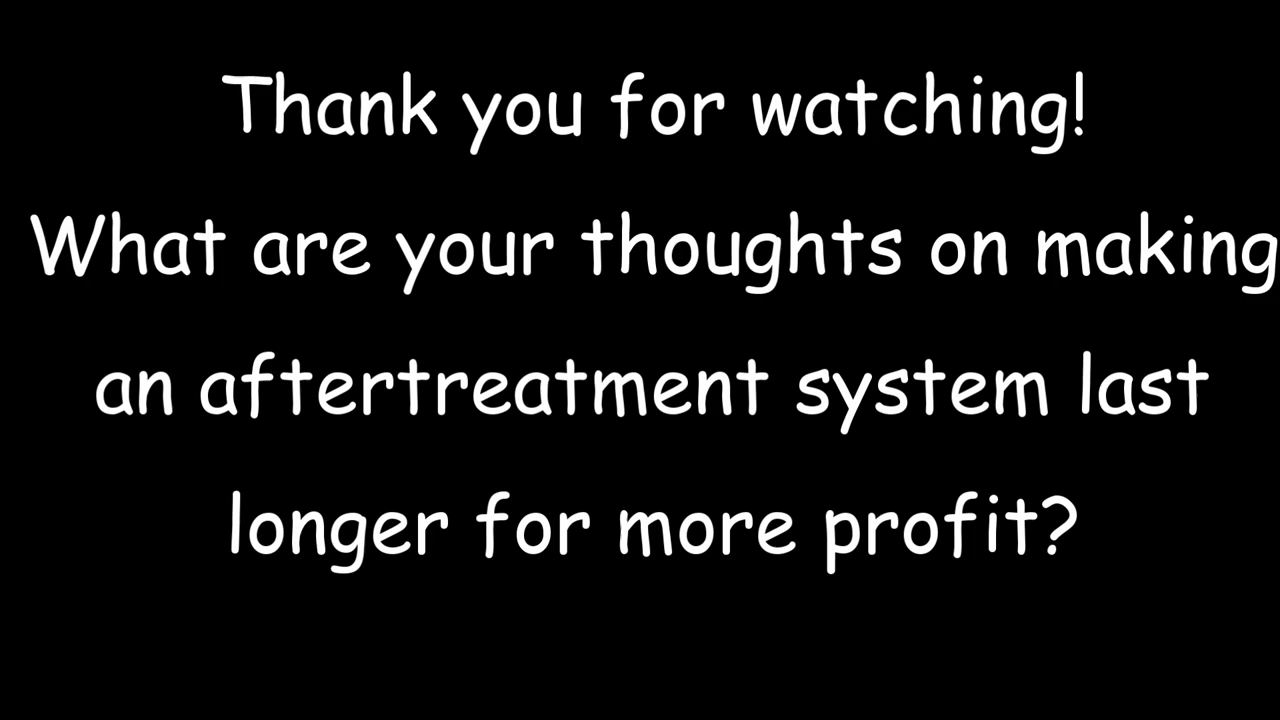 Thank you for watching!
What are your thoughts on making
an aftertreatment system last
longer for more profit?